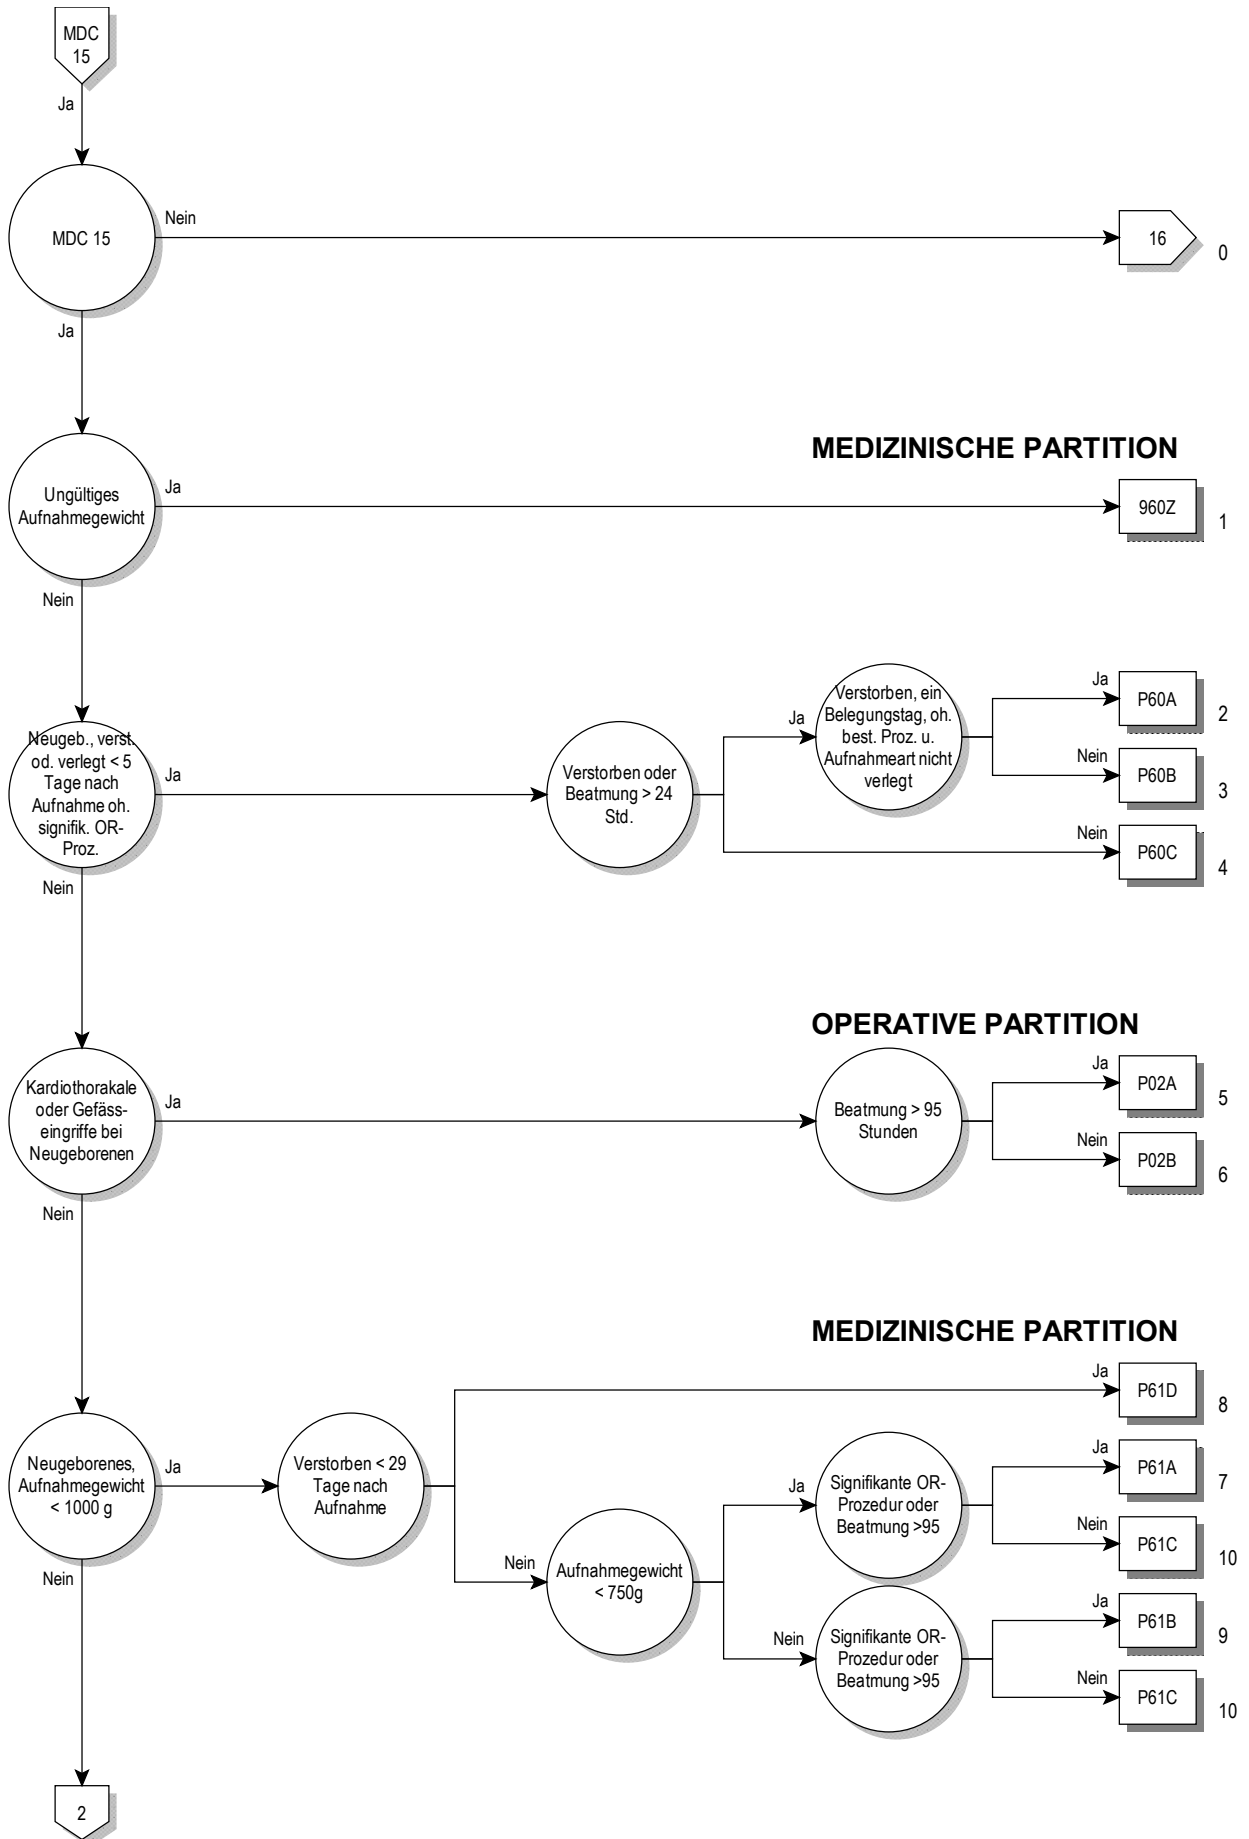 MDC
15
Ja
MDC 15
Nein
16
0
Ja
MEDIZINISCHE PARTITION
Ungültiges
Aufnahmegewicht
Ja
960Z
1
Nein
Neugeb., verst.
od. verlegt < 5
Tage nach
Aufnahme oh.
signifik. OR-
Proz.
Ja
Verstorben oder
Beatmung > 24
Std.
Ja
Verstorben, ein
Belegungstag, oh.
best. Proz. u.
Aufnahmeart nicht
verlegt
Ja
P60A
2
Nein
P60B
3
Nein
P60C
4
Nein
OPERATIVE PARTITION
Kardiothorakale
oder Gefäss-
eingriffe bei
Neugeborenen
Ja
Beatmung > 95
Stunden
Ja
P02A
5
Nein
P02B
6
Nein
MEDIZINISCHE PARTITION
Neugeborenes,
Aufnahmegewicht
< 1000 g
Ja
Verstorben < 29
Tage nach
Aufnahme
Ja
P61D
8
Nein
Aufnahmegewicht
< 750g
Ja
Signifikante OR-
Prozedur oder
Beatmung >95
Ja
P61A
7
Nein
P61C
10
Nein
Signifikante OR-
Prozedur oder
Beatmung >95
Ja
P61B
9
Nein
P61C
10
Nein
2